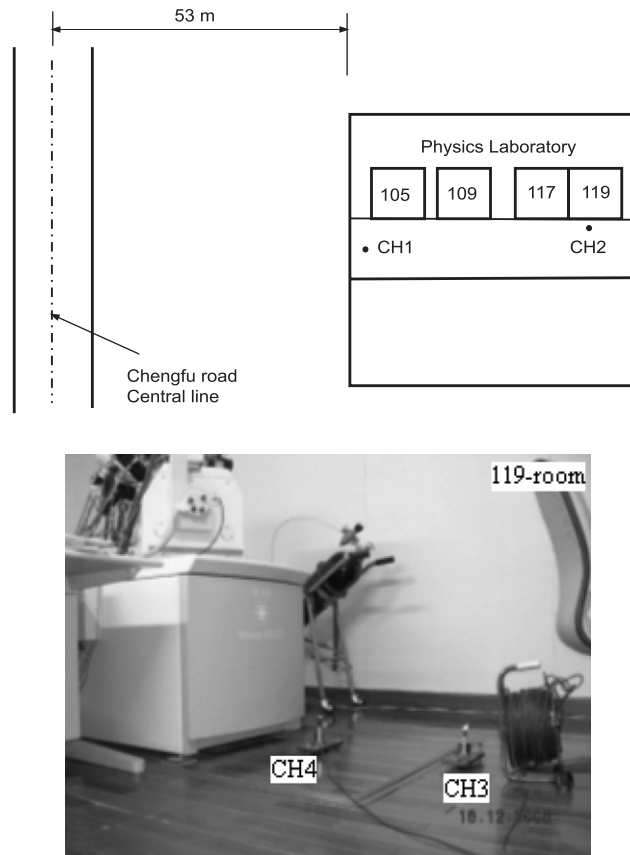 53 m
Physics Laboratory
105
109
117
119
CH1
CH2
Chengfu road
Central line
119-room
CH4
CH3